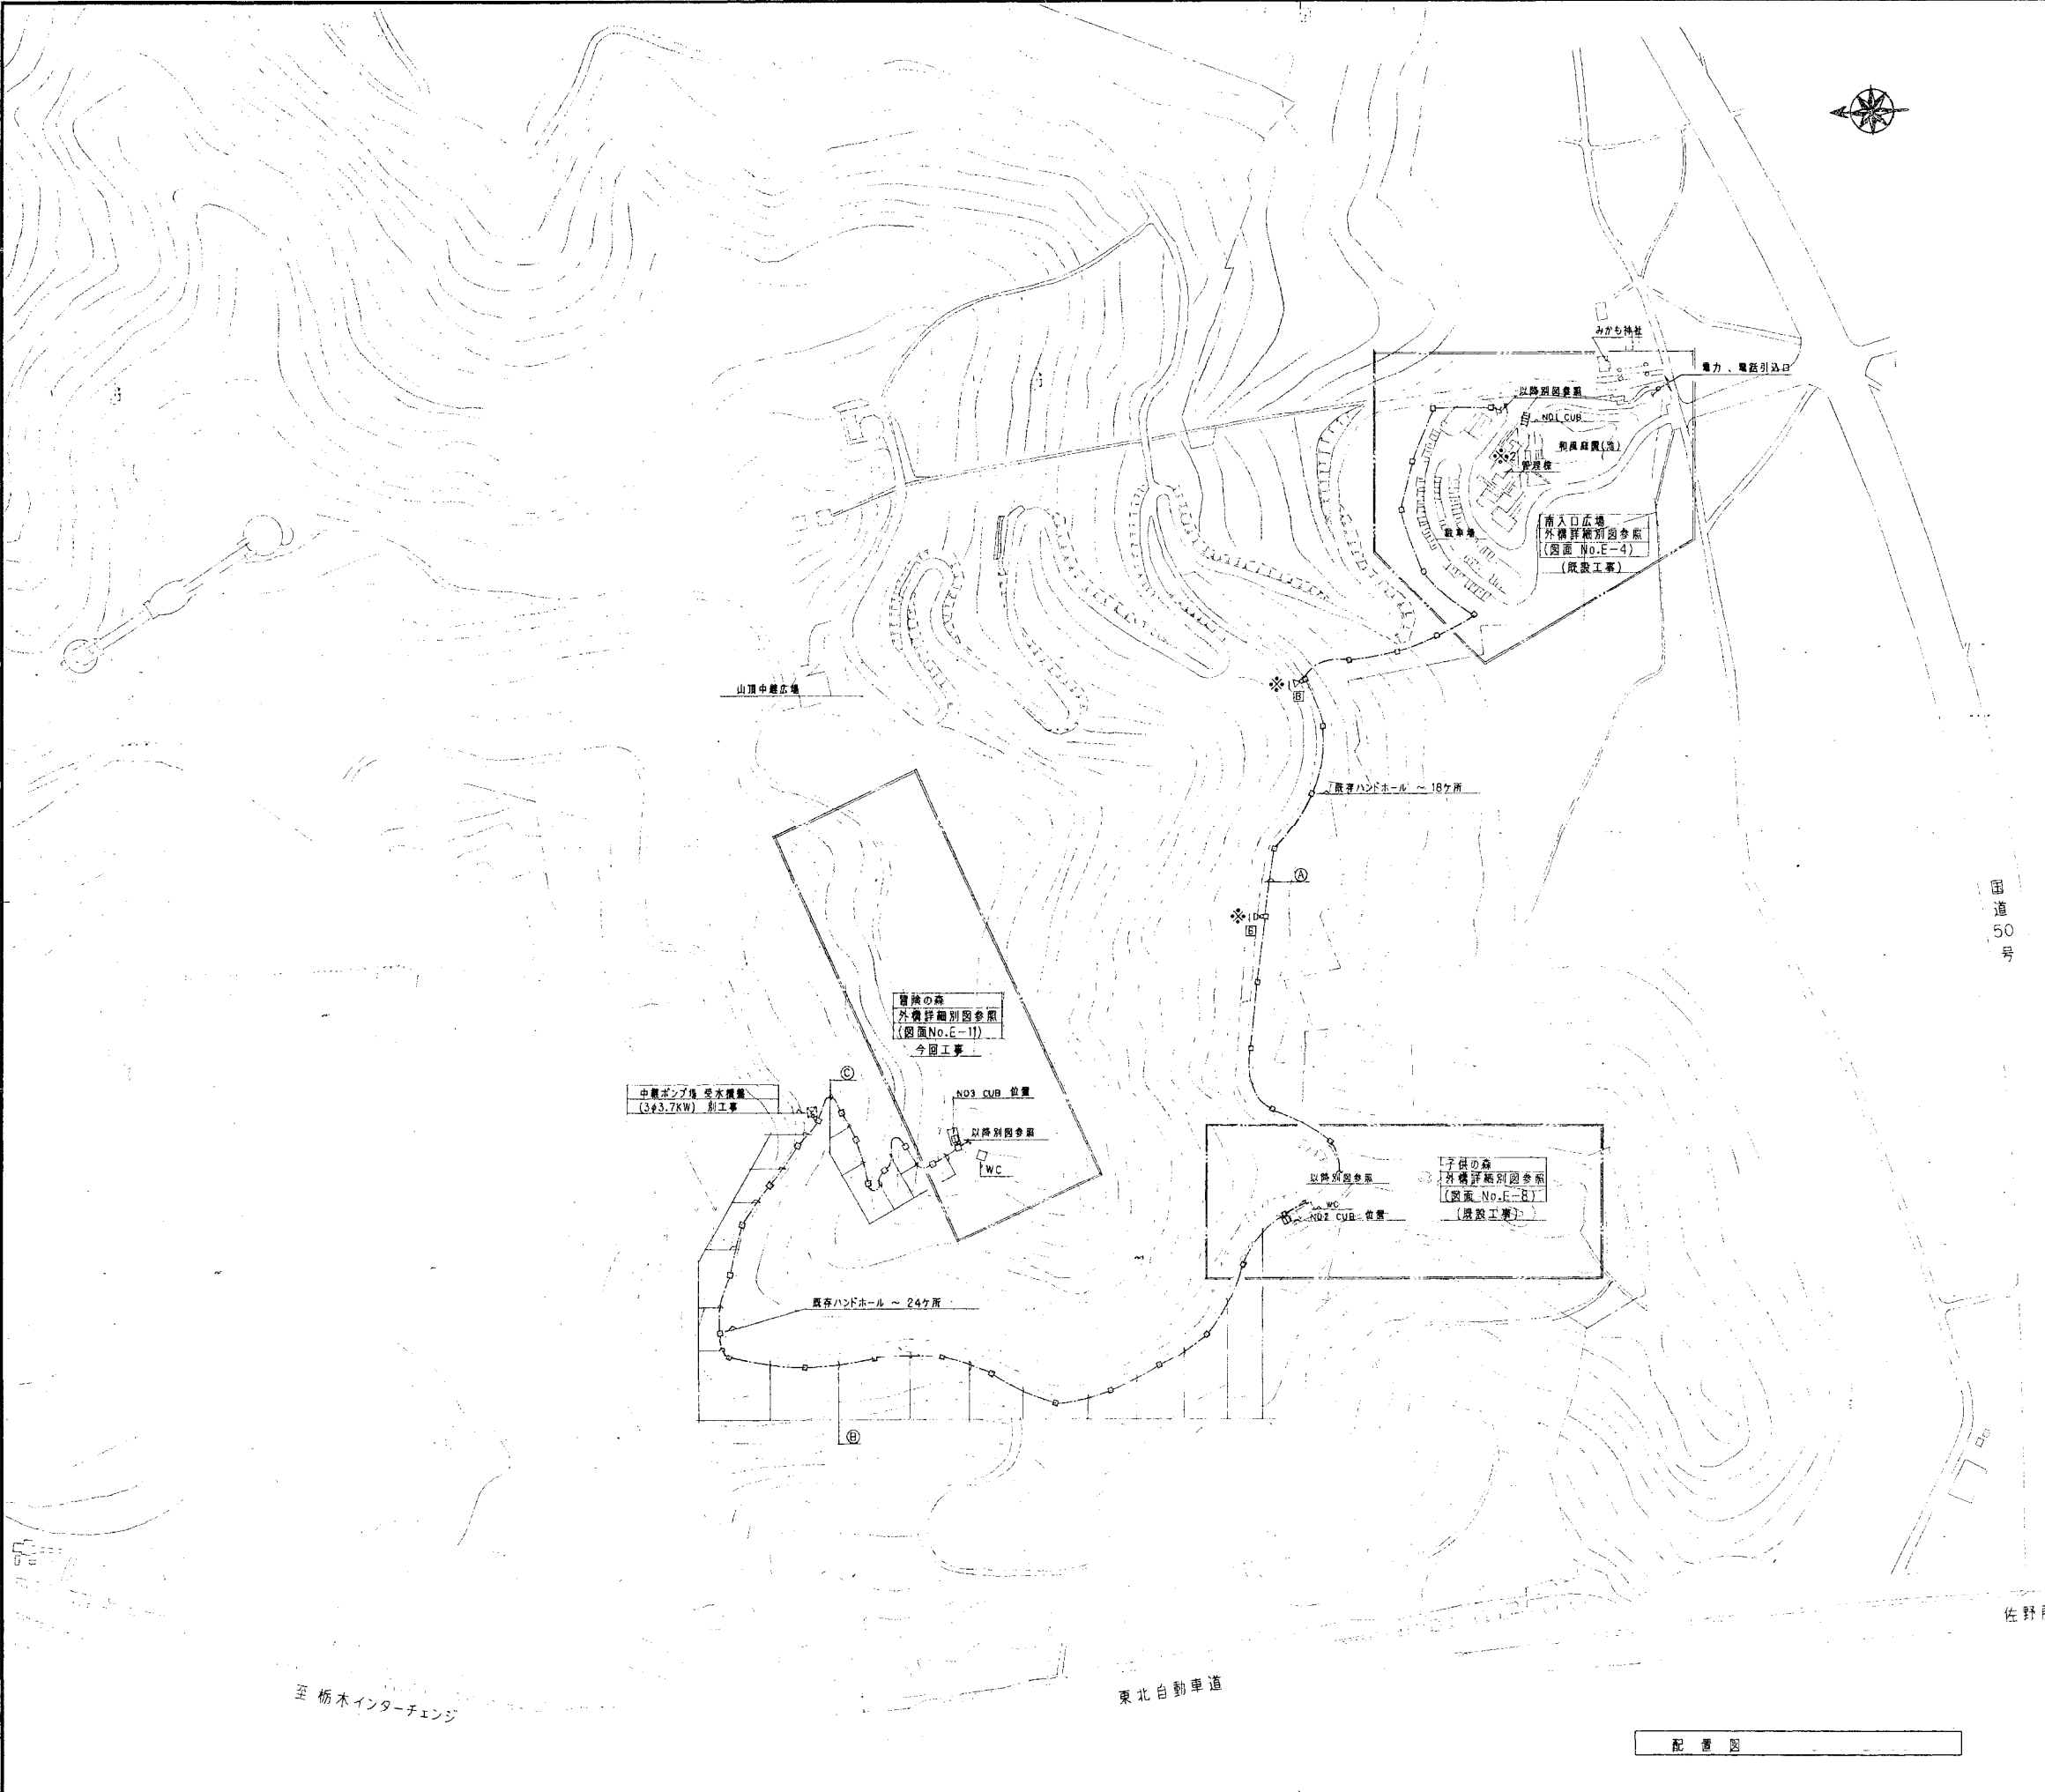 みかも神社
電力、電話引込口
以降別図参照
NO1 CUB
和風庭園(池)
※2
管理棟
駐車場
南入口広場
外構詳細別図参照
(図面 No.E-4)
(既設工事)
山頂中継広場
※1
B
既存ハンドホール ~ 18ケ所
Ⓐ
※1
国
道
50
号
冒険の森
外構詳細別図参照
(図面No.E-11)
今回工事
Ⓒ
中継ポンプ場 受水槽盤
(3φ3.7KW) 別工事
NO3 CUB 位置
以降別図参照
WC
子供の森
外構詳細別図参照
(図面 No.E-8)
(既設工事)
以降別図参照
WC
NO2 CUB 位置
既存ハンドホール ~ 24ケ所
Ⓑ
佐野
至 栃木インターチェンジ
東北自動車道
配置図